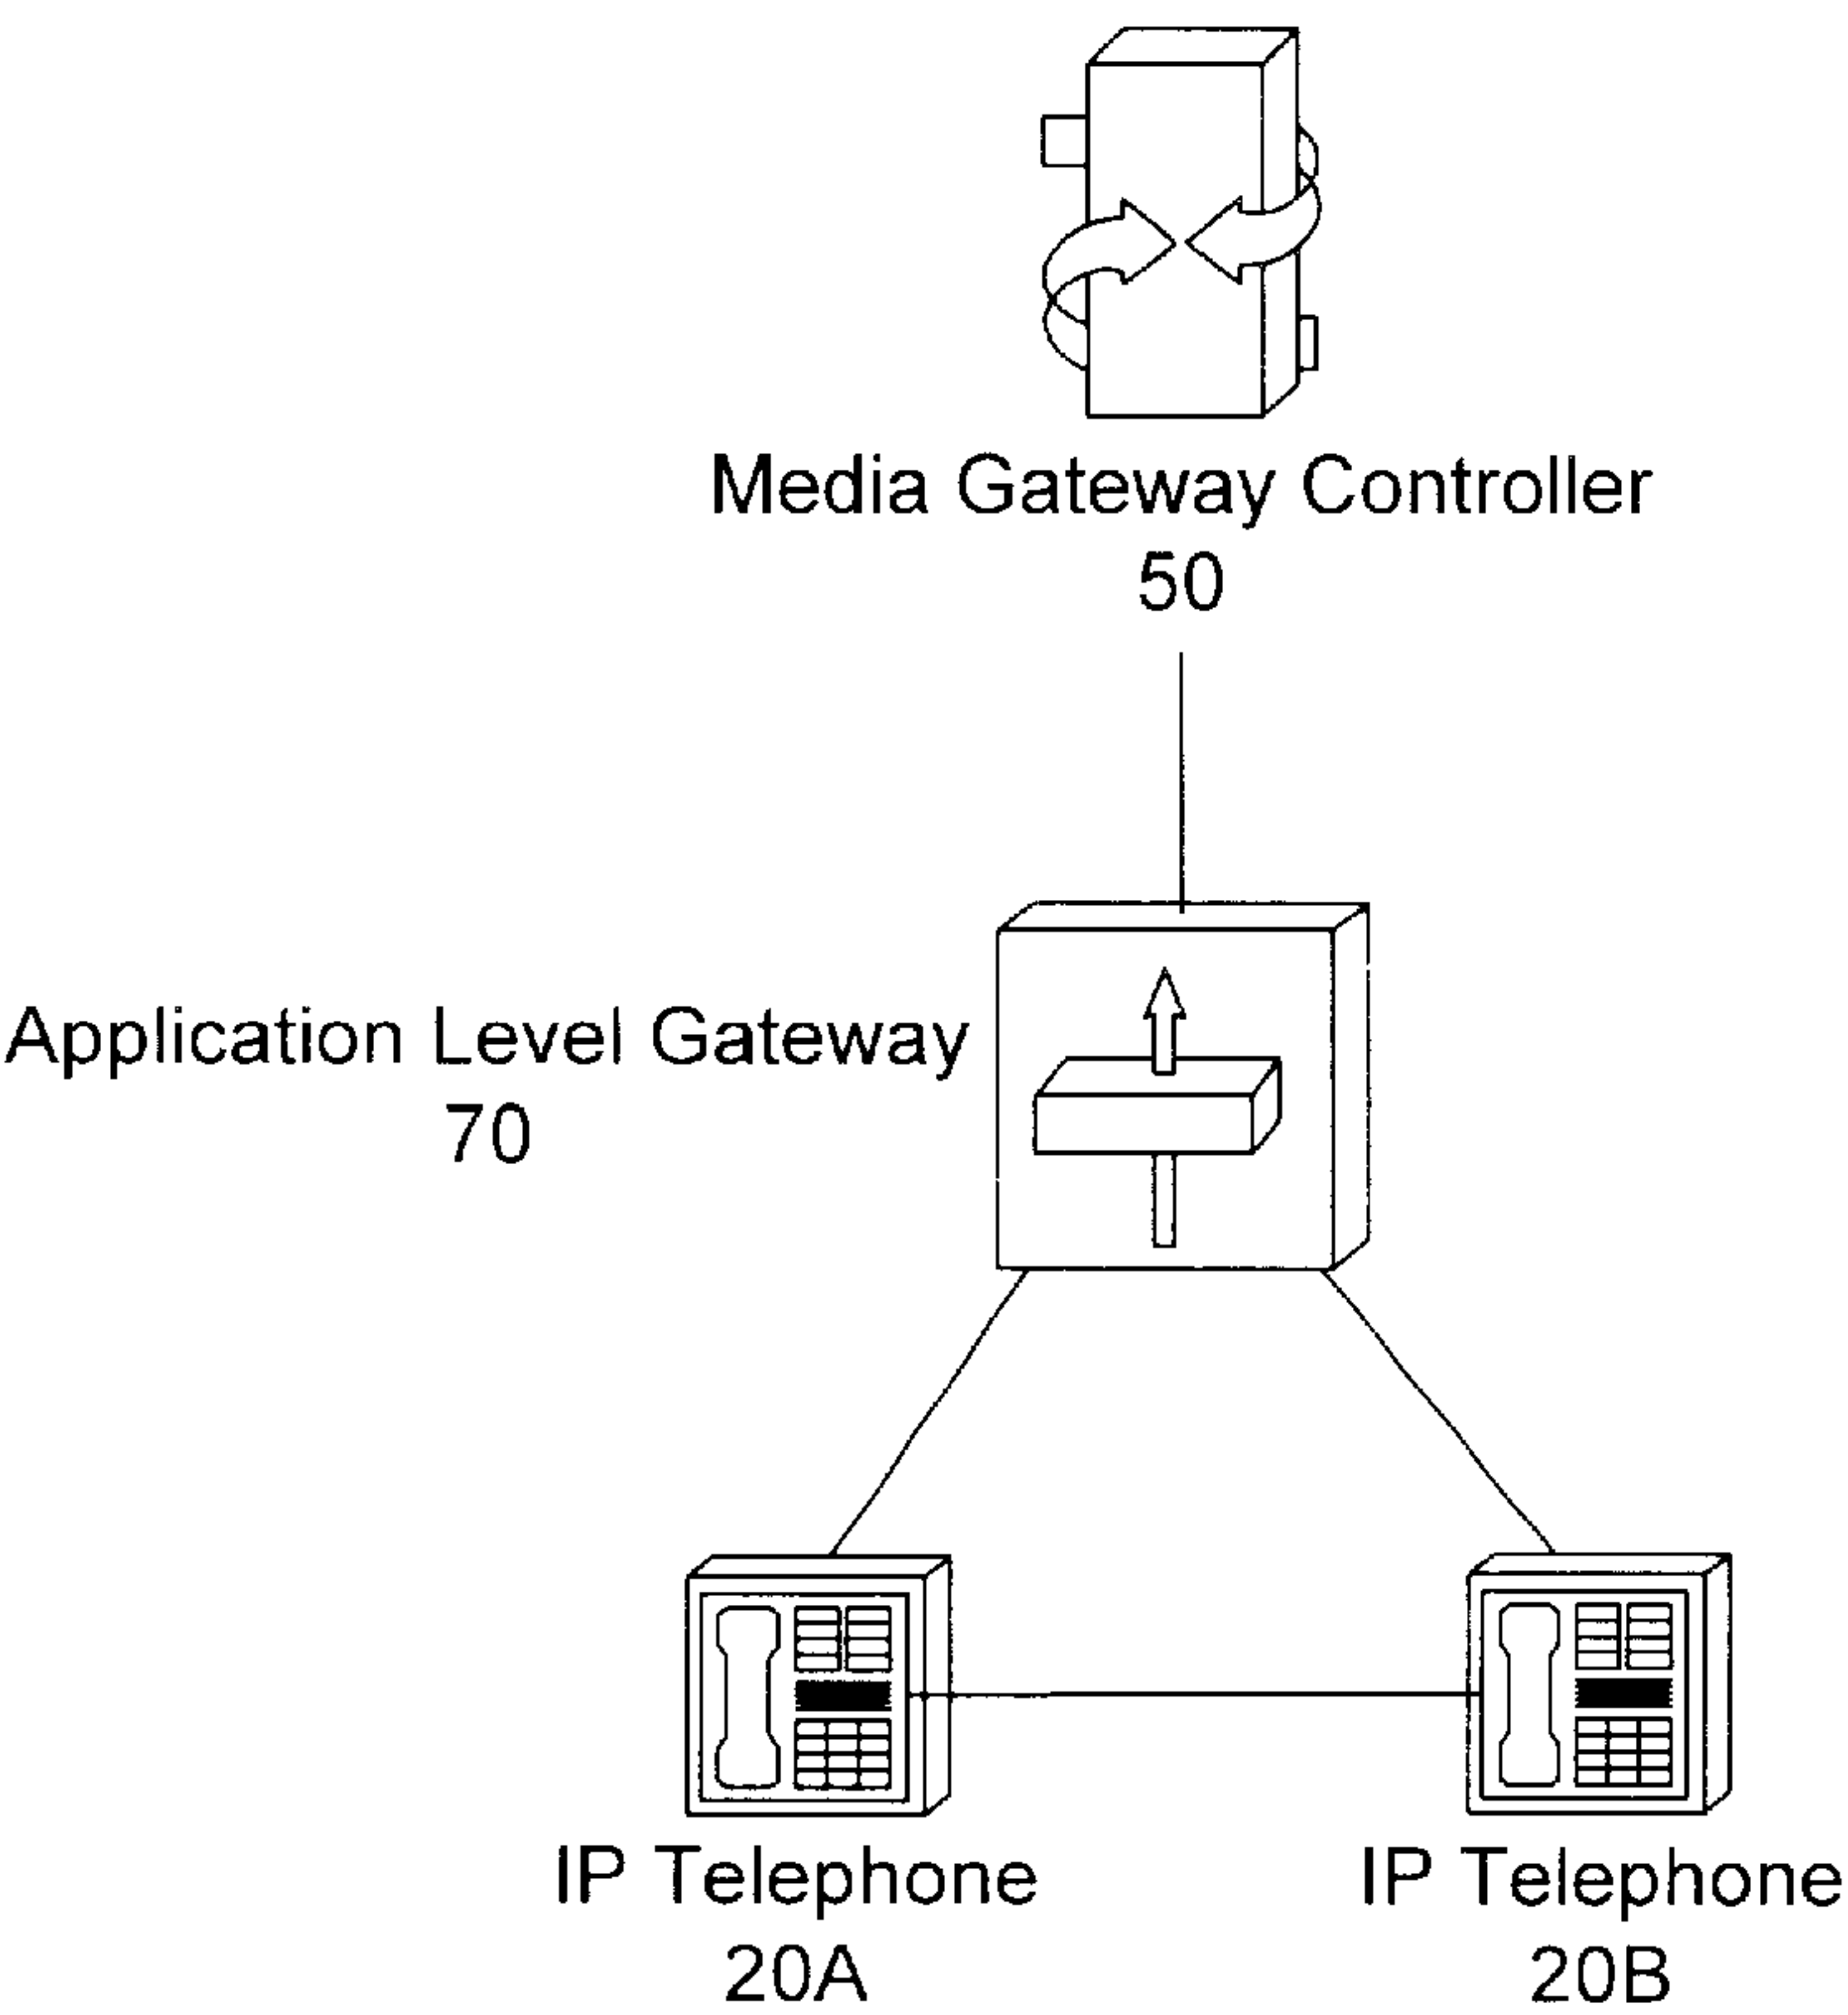 Media Gateway Controller
50
Application Level Gateway
70
IP Telephone
20A
IP Telephone
20B